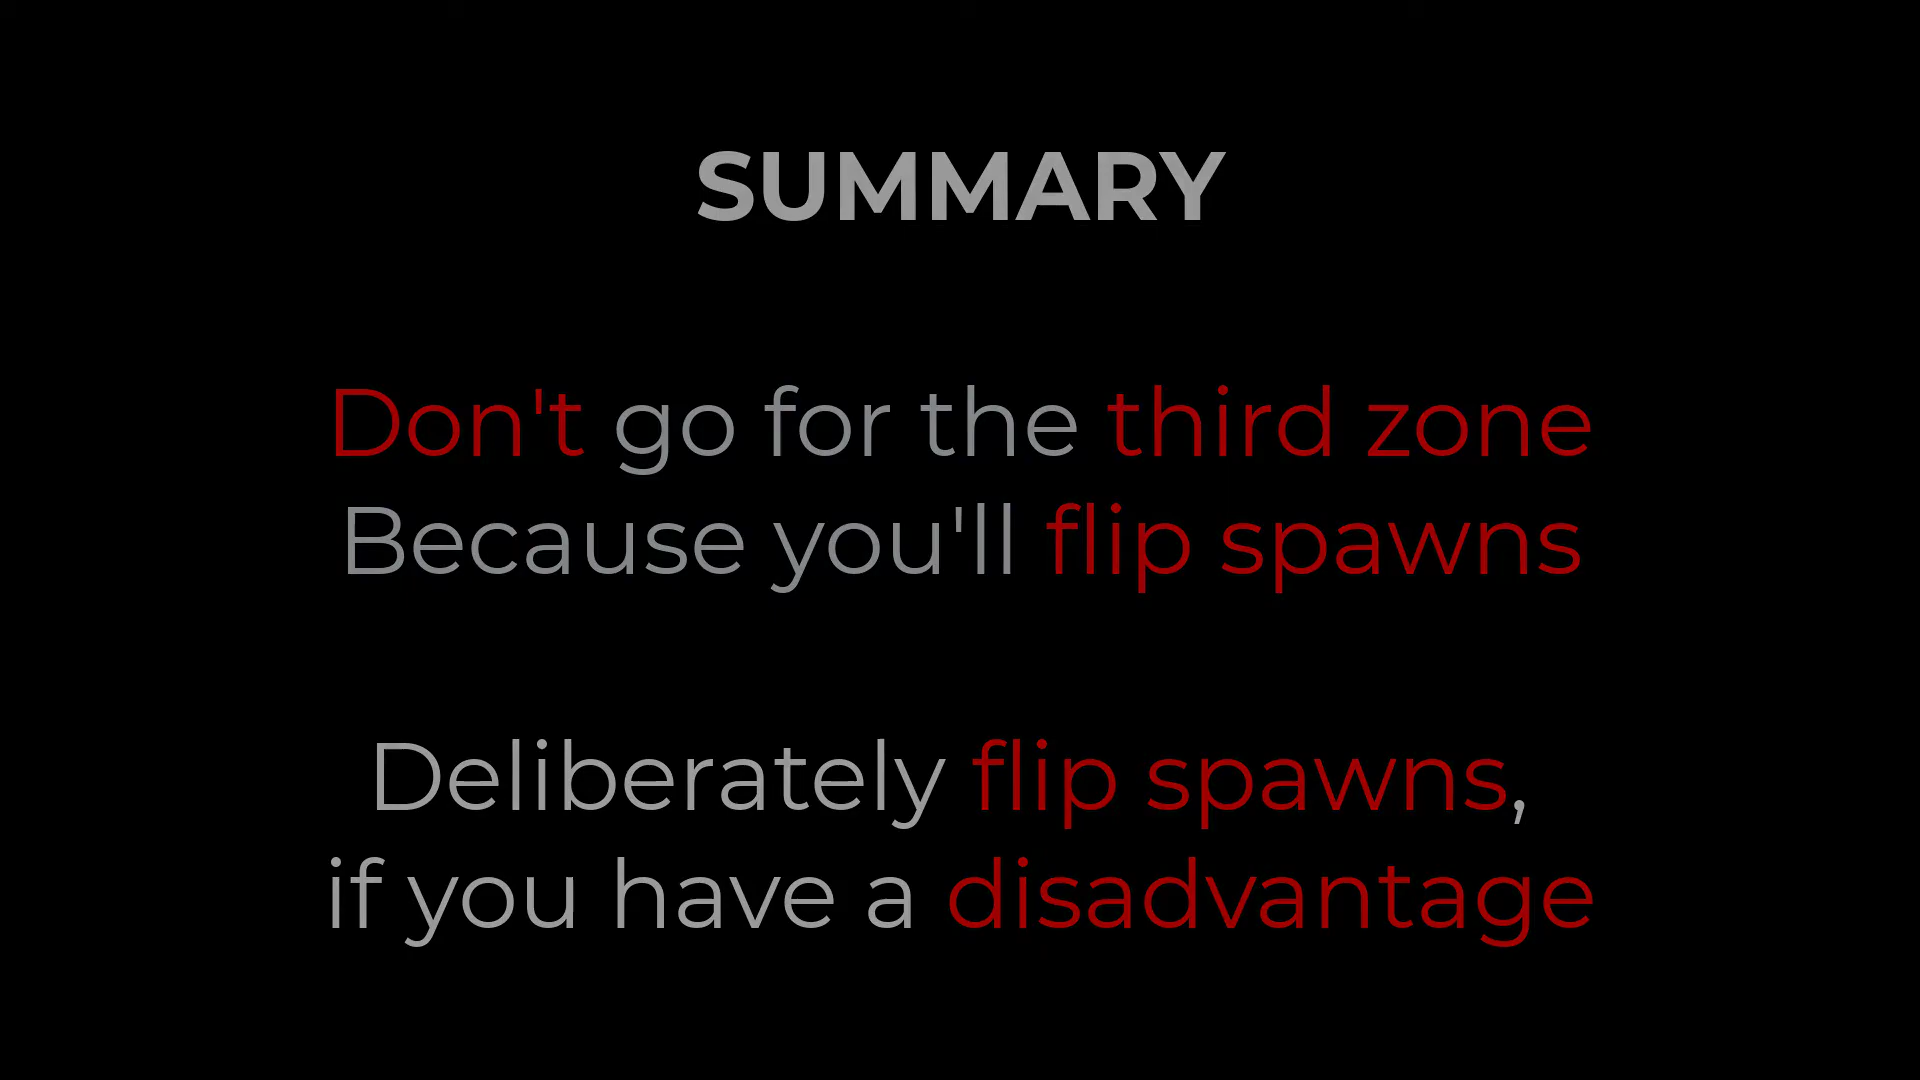 SUMMARY
Don't go for the third zone
Because you'll flip spawns
Deliberately flip spawns,
if you have a disadvantage